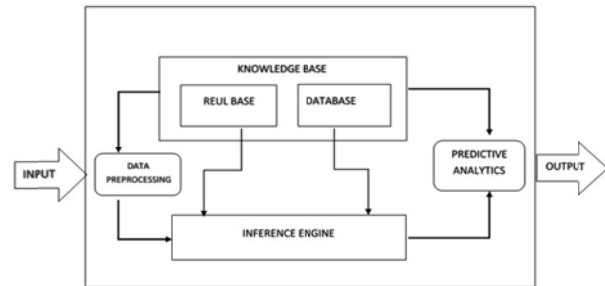 KNOWLEDGE BASE
REUL BASE
DATABASE
INPUT
DATA
PREPROCESSING
PREDICTIVE
ANALYTICS
OUTPUT
INFERENCE ENGINE